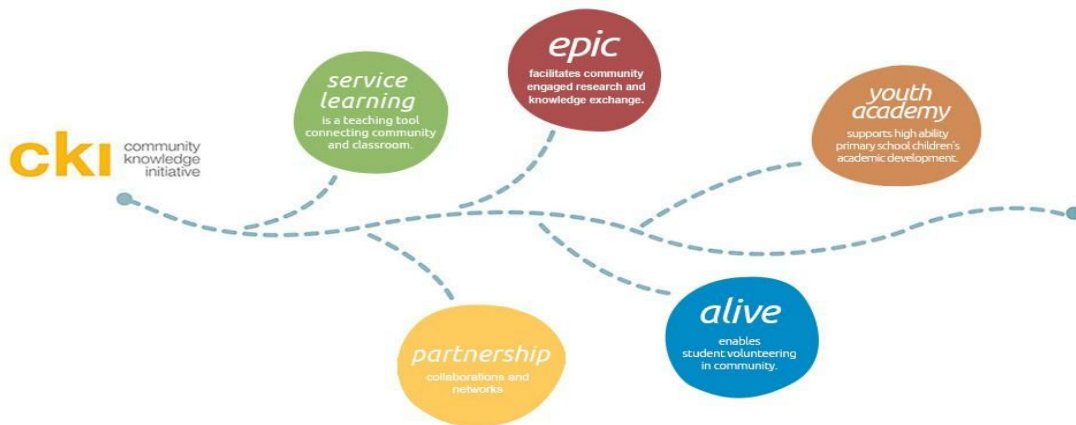 cki
community
knowledge
initiative
service
learning
is a teaching tool
connecting community
and classroom.
partnership
collaborations and
networks
epic
facilitates community
engaged research and
knowledge exchange.
alive
enables
student volunteering
in community.
youth
academy
supports high ability
primary school children's
academic development.